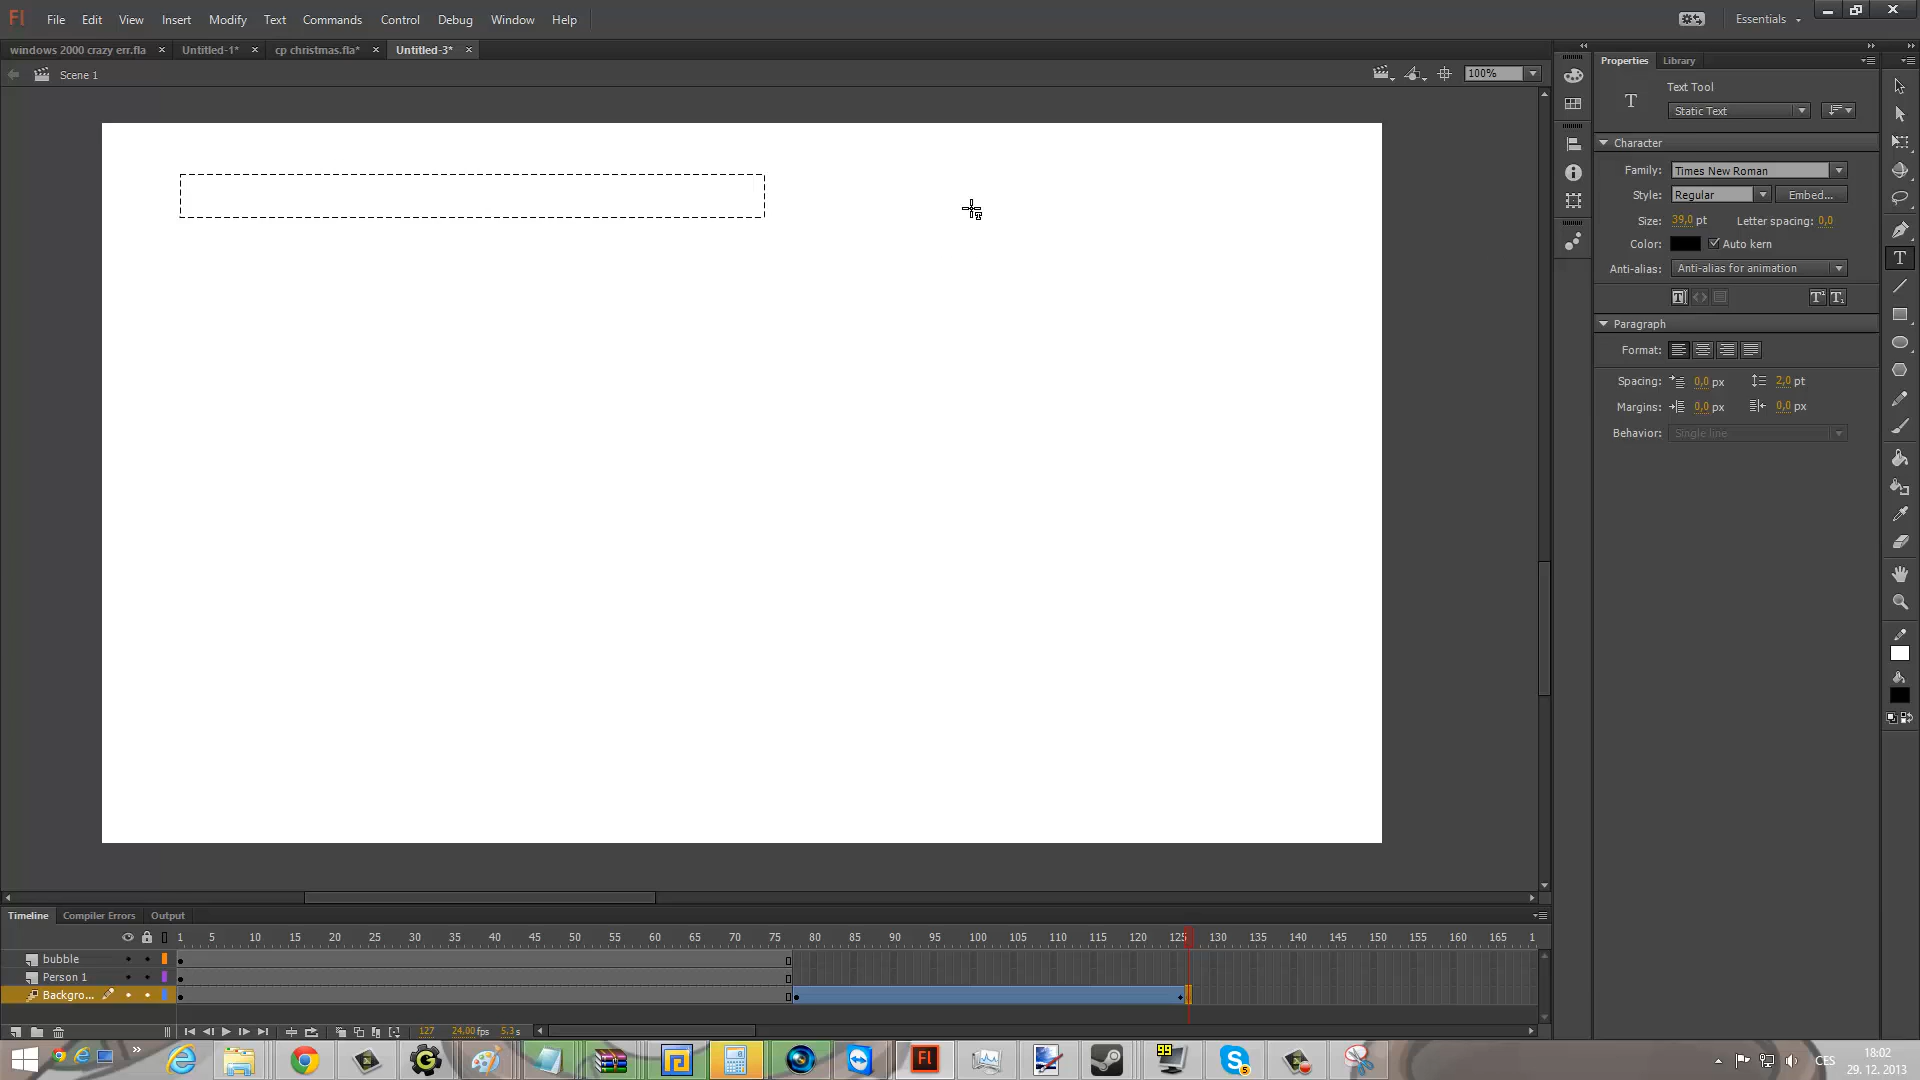 Fl File Edit View Insert Modify Text Commands Control Debug Window Help Essentials
windows 2000 crazy err.fla Untitled-1* cp christmas.fla* Untitled-3*
Scene 1 100%
Properties Library
Text Tool
Static Text
Character
Family: Times New Roman
Style: Regular Embed...
Size: 39,0 pt Letter spacing: 0,0
Color: Auto kern
Anti-alias: Anti-alias for animation
Paragraph
Format:
Spacing: 0,0 px 2,0 pt
Margins: 0,0 px 0,0 px
Behavior: Single line
Timeline Compiler Errors Output
1 5 10 15 20 25 30 35 40 45 50 55 60 65 70 75 80 85 90 95 100 105 110 115 120 125 130 135 140 145 150 155 160 165 1
bubble
Person 1
Backgro...
127 24,00 fps 5,3 s
99 Fl 5 CES 18:02
29. 12. 2013